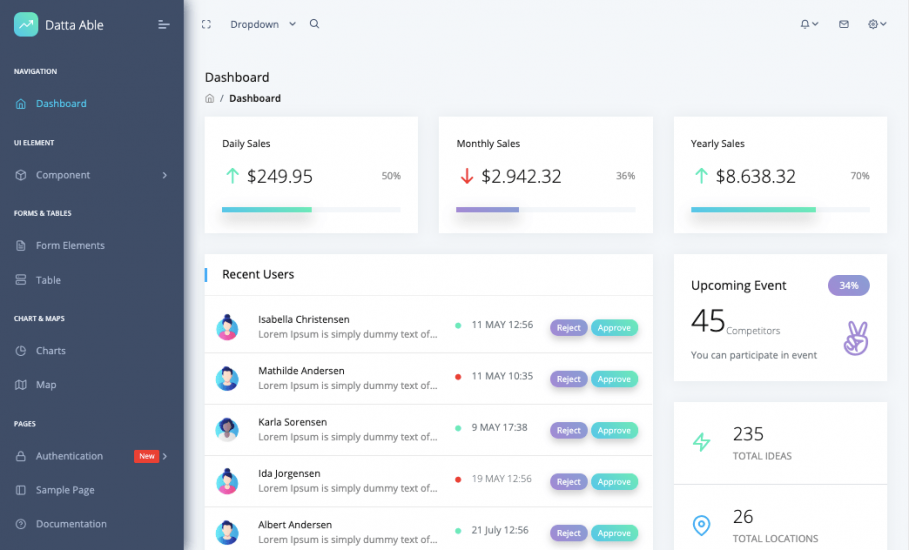 Datta Able
NAVIGATION
Dashboard
UI ELEMENT
Component
FORMS & TABLES
Form Elements
Table
CHART & MAPS
Charts
Map
PAGES
Authentication New
Sample Page
Documentation
Dropdown
Dashboard
/ Dashboard
Daily Sales
$249.95 50%
Monthly Sales
$2.942.32 36%
Yearly Sales
$8.638.32 70%
Recent Users
Isabella Christensen
Lorem Ipsum is simply dummy text of...
11 MAY 12:56 Reject Approve
Mathilde Andersen
Lorem Ipsum is simply dummy text of...
11 MAY 10:35 Reject Approve
Karla Sorensen
Lorem Ipsum is simply dummy text of...
9 MAY 17:38 Reject Approve
Ida Jorgensen
Lorem Ipsum is simply dummy text of...
19 MAY 12:56 Reject Approve
Albert Andersen
Lorem Ipsum is simply dummy text of...
21 July 12:56 Reject Approve
Upcoming Event 34%
45 Competitors
You can participate in event
235
TOTAL IDEAS
26
TOTAL LOCATIONS